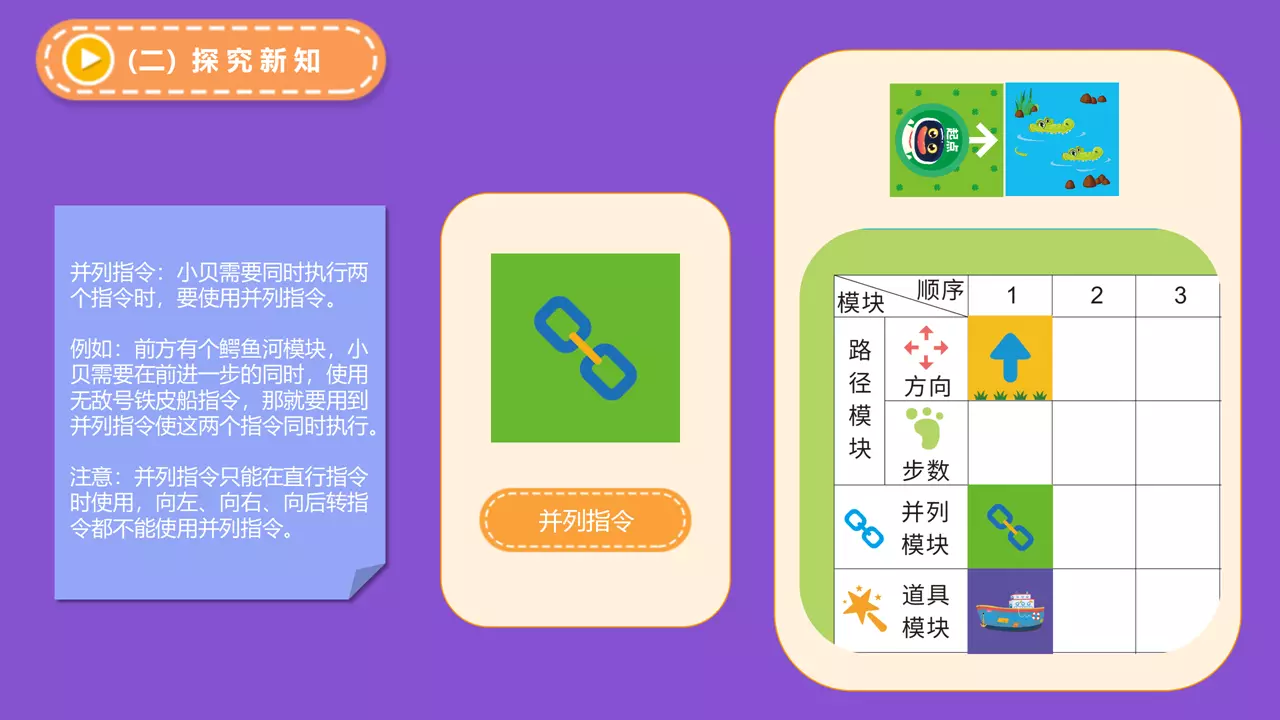 (二) 探究新知
并列指令：小贝需要同时执行两
个指令时，要使用并列指令。
例如：前方有个鳄鱼河模块，小
贝需要在前进一步的同时，使用
无敌号铁皮船指令，那就要用到
并列指令使这两个指令同时执行。
注意：并列指令只能在直行指令
时使用，向左、向右、向后转指
令都不能使用并列指令。
并列指令
起点
顺序
模块
1
2
3
路
径
模
块
方向
步数
并列
模块
道具
模块